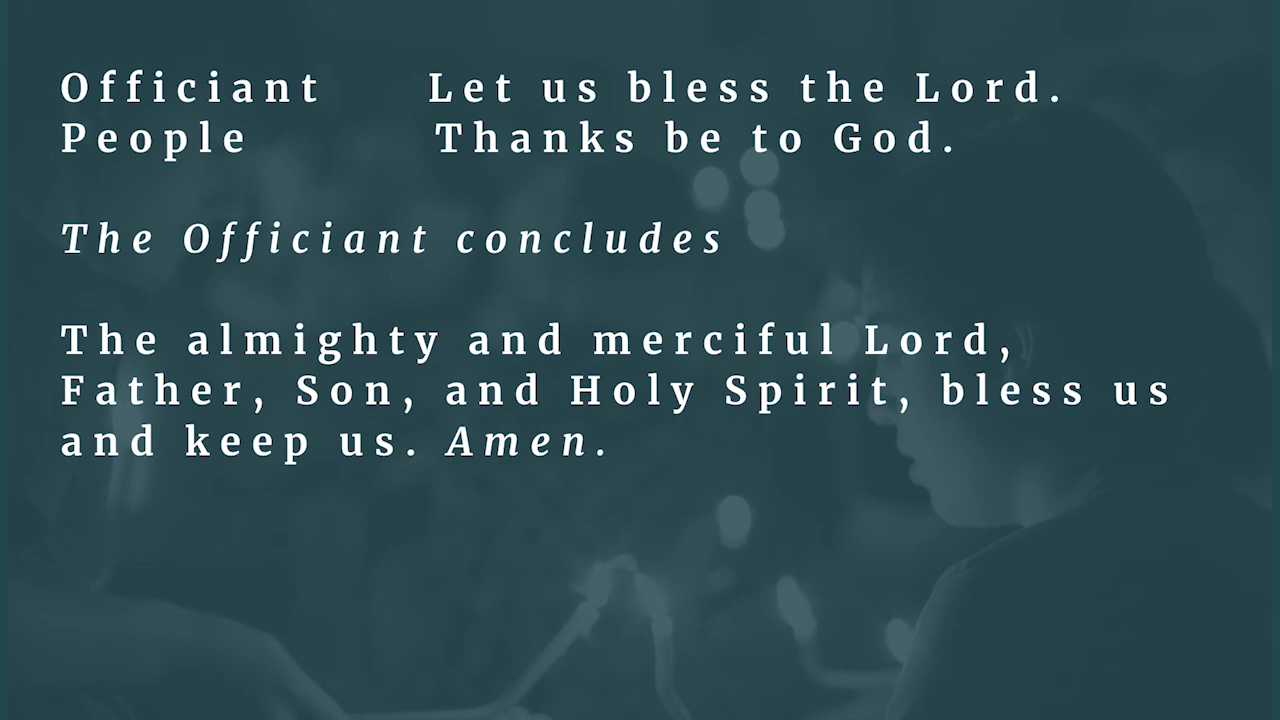 Officiant Let us bless the Lord.
People Thanks be to God.
The Officiant concludes
The almighty and merciful Lord,
Father, Son, and Holy Spirit, bless us
and keep us. Amen.